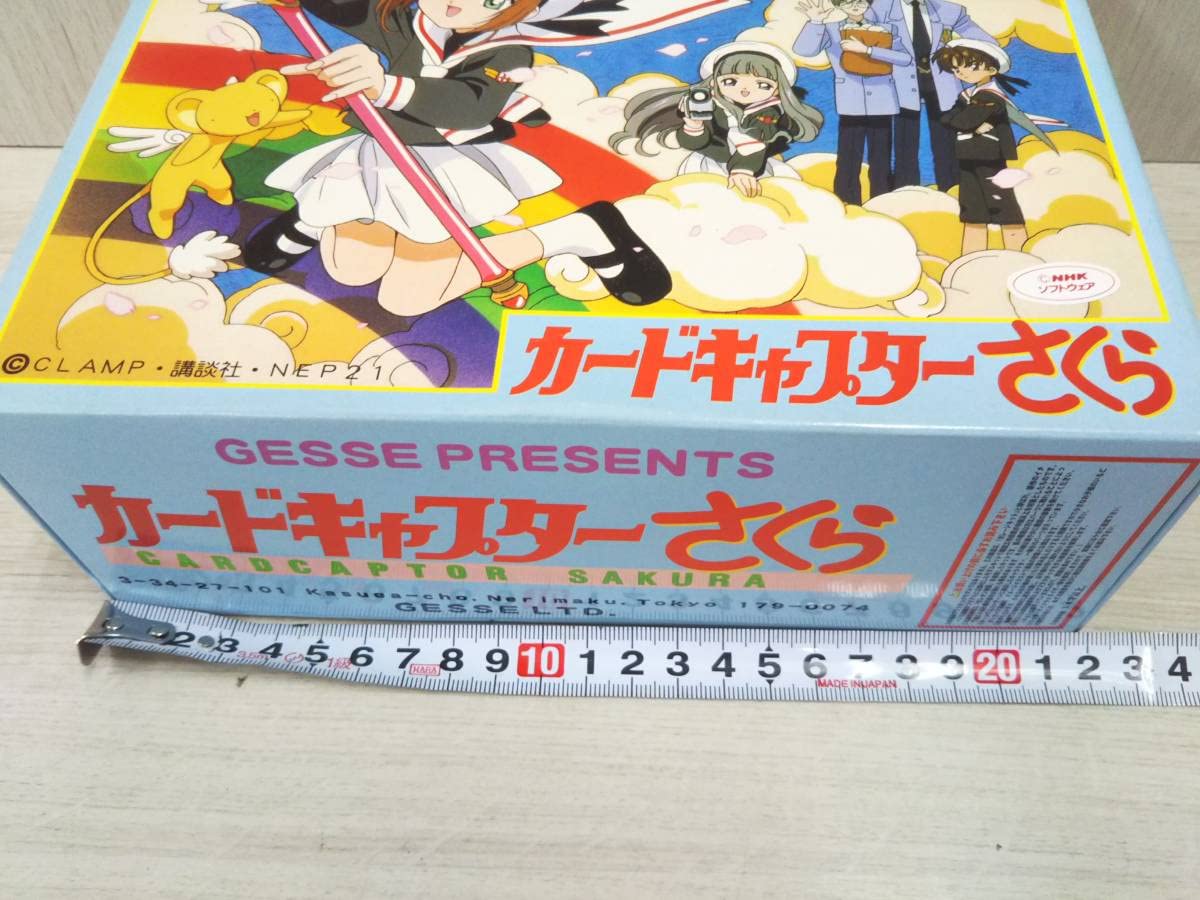 ©NHK
ソフトウェア
©CLAMP・講談社・NEP21
カードキャプターさくら
GESSE PRESENTS
カードキャプターさくら
CARDCAPTOR SAKURA
3-34-27-101 Kasuga-cho. Nerimaku. Tokyo 179-0074
GESSE LTD.
2 3 4 5 6 7 8 9 10 1 2 3 4 5 6 7 8 9 20 1 2 3 4
3.5m 1級 HARA MADE IN JAPAN